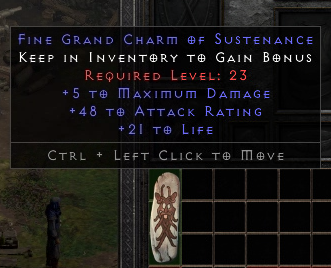 Fine Grand Charm of Sustenance
Keep in Inventory to Gain Bonus
Required Level: 23
+5 to Maximum Damage
+48 to Attack Rating
+21 to Life
Ctrl + Left Click to Move